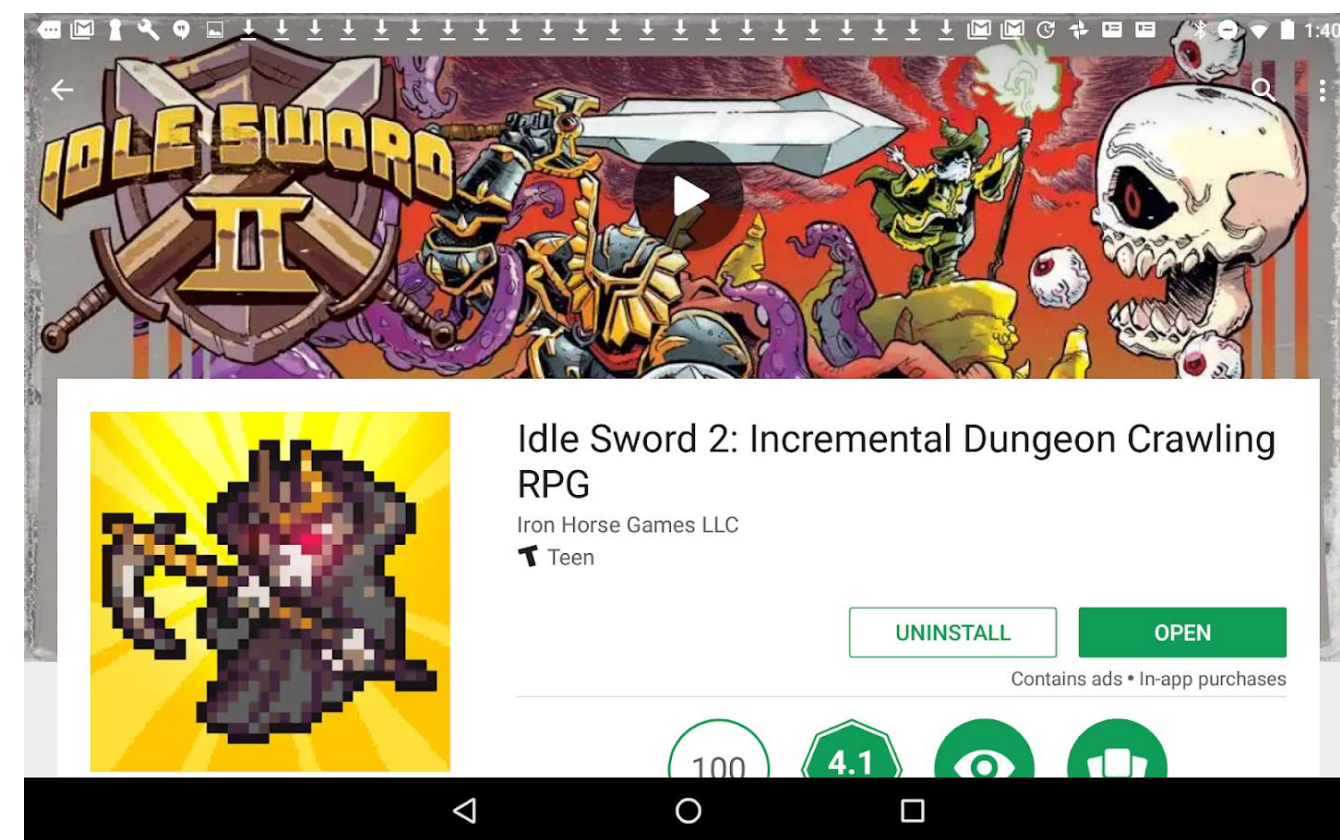 1:40
IDLE SWORD
II
Idle Sword 2: Incremental Dungeon Crawling
RPG
Iron Horse Games LLC
T Teen
UNINSTALL
OPEN
Contains ads • In-app purchases
100
4.1